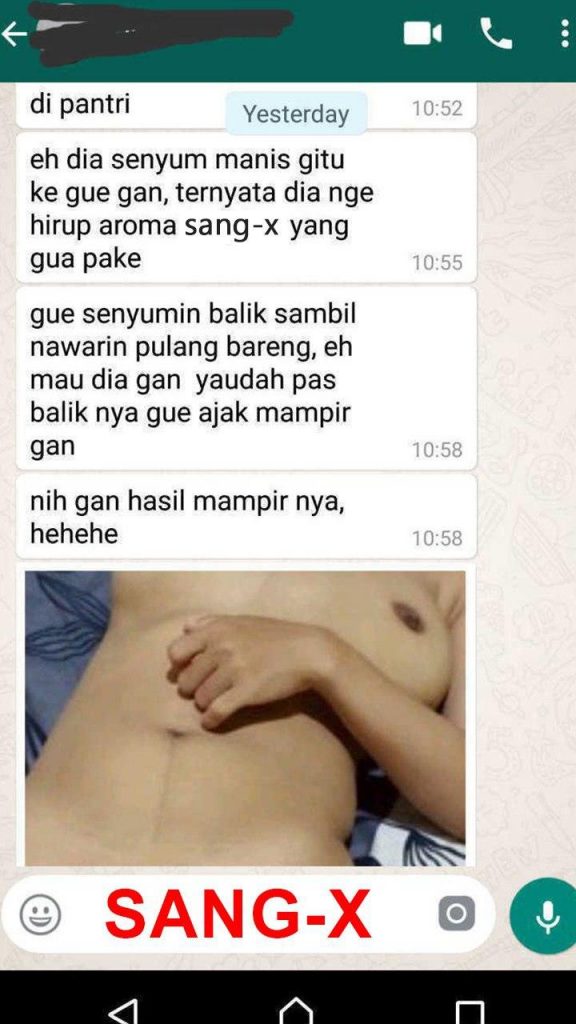 di pantri
10:52
Yesterday
eh dia senyum manis gitu
ke gue gan, ternyata dia nge
hirup aroma sang-x yang
gua pake
10:55
gue senyumin balik sambil
nawarin pulang bareng, eh
mau dia gan yaudah pas
balik nya gue ajak mampir
gan
10:58
nih gan hasil mampir nya,
hehehe
10:58
SANG-X